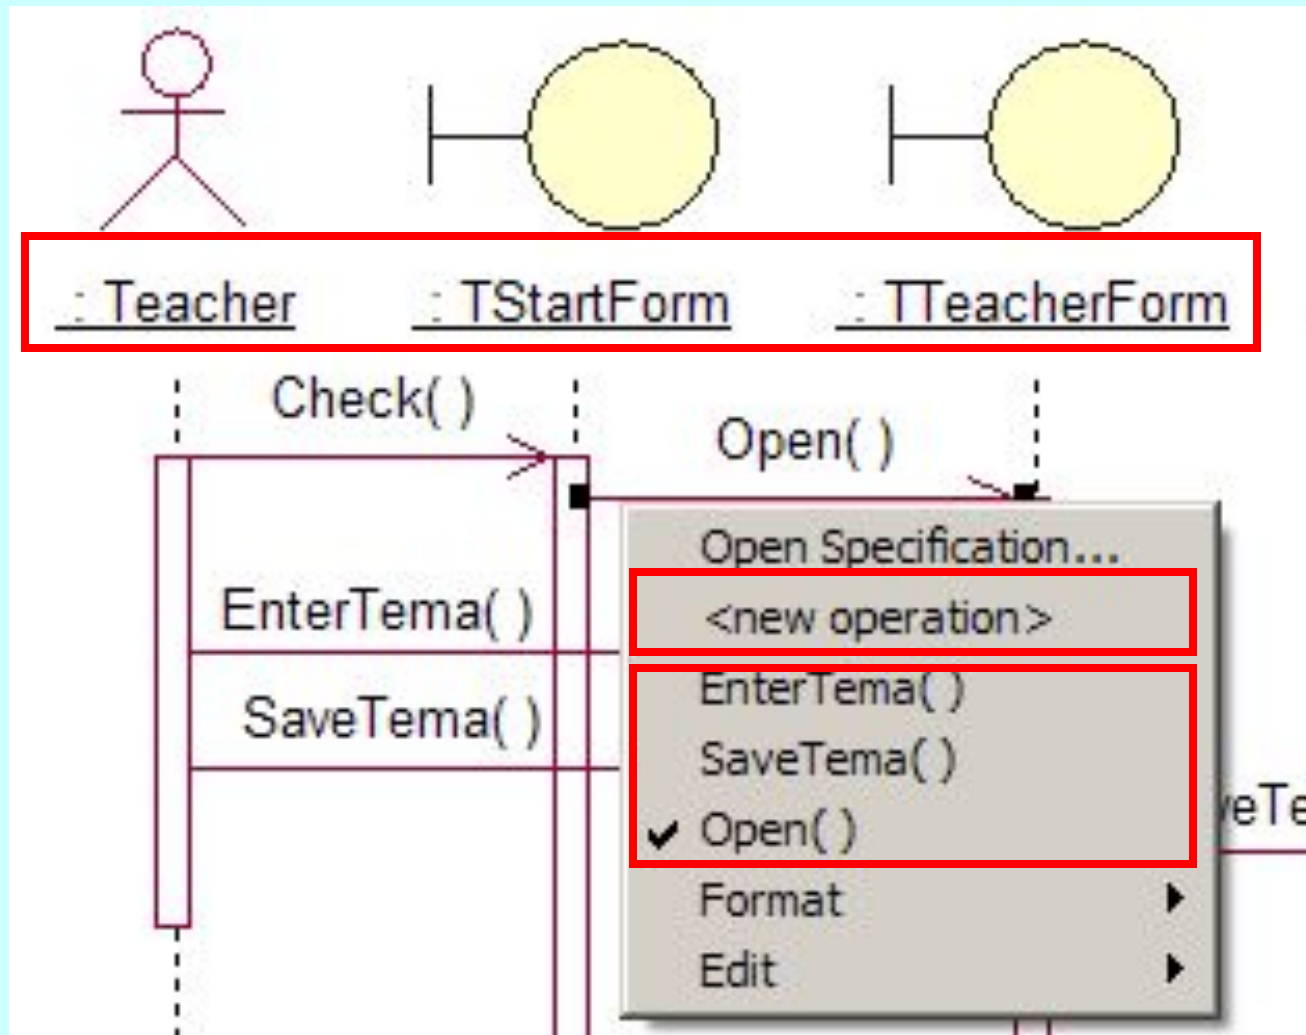 : Teacher : TStartForm : TTeacherForm
Check( )
Open( )
Open Specification...
<new operation>
EnterTema( )
EnterTema( )
SaveTema( )
SaveTema( )
Open( )
Format
Edit